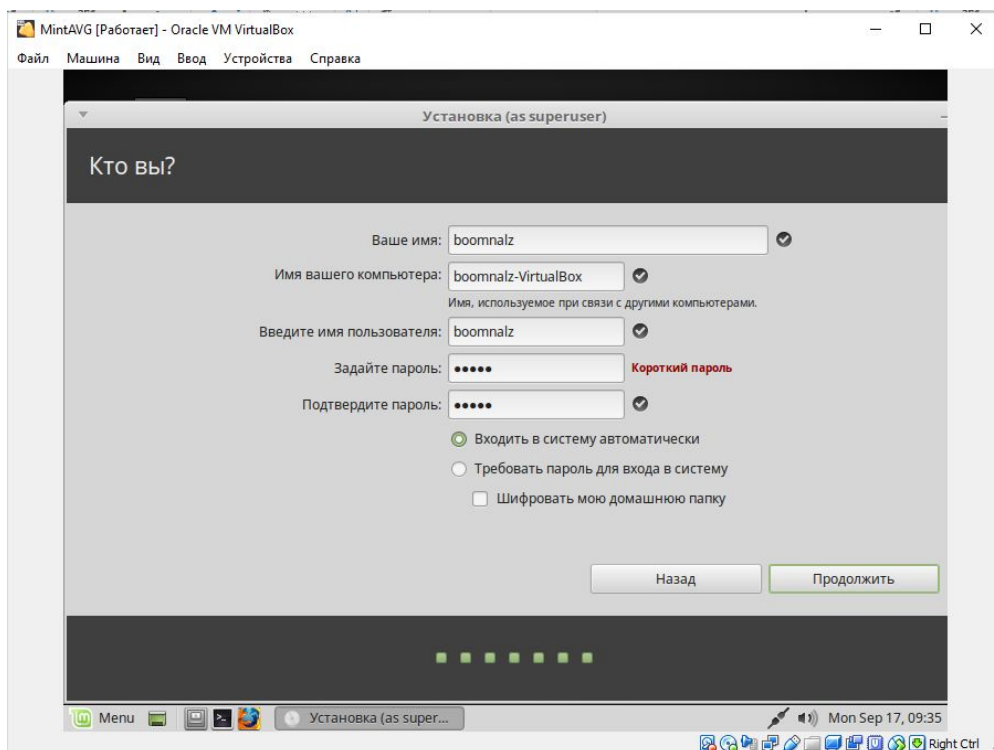 MintAVG [Работает] - Oracle VM VirtualBox
Файл Машина Вид Ввод Устройства Справка
Установка (as superuser)
Кто вы?
Ваше имя: boomnalz
Имя вашего компьютера: boomnalz-VirtualBox
Имя, используемое при связи с другими компьютерами.
Введите имя пользователя: boomnalz
Задайте пароль: ●●●●● Короткий пароль
Подтвердите пароль: ●●●●●
Входить в систему автоматически
Требовать пароль для входа в систему
Шифровать мою домашнюю папку
Назад Продолжить
Menu Установка (as super... Mon Sep 17, 09:35
Right Ctrl